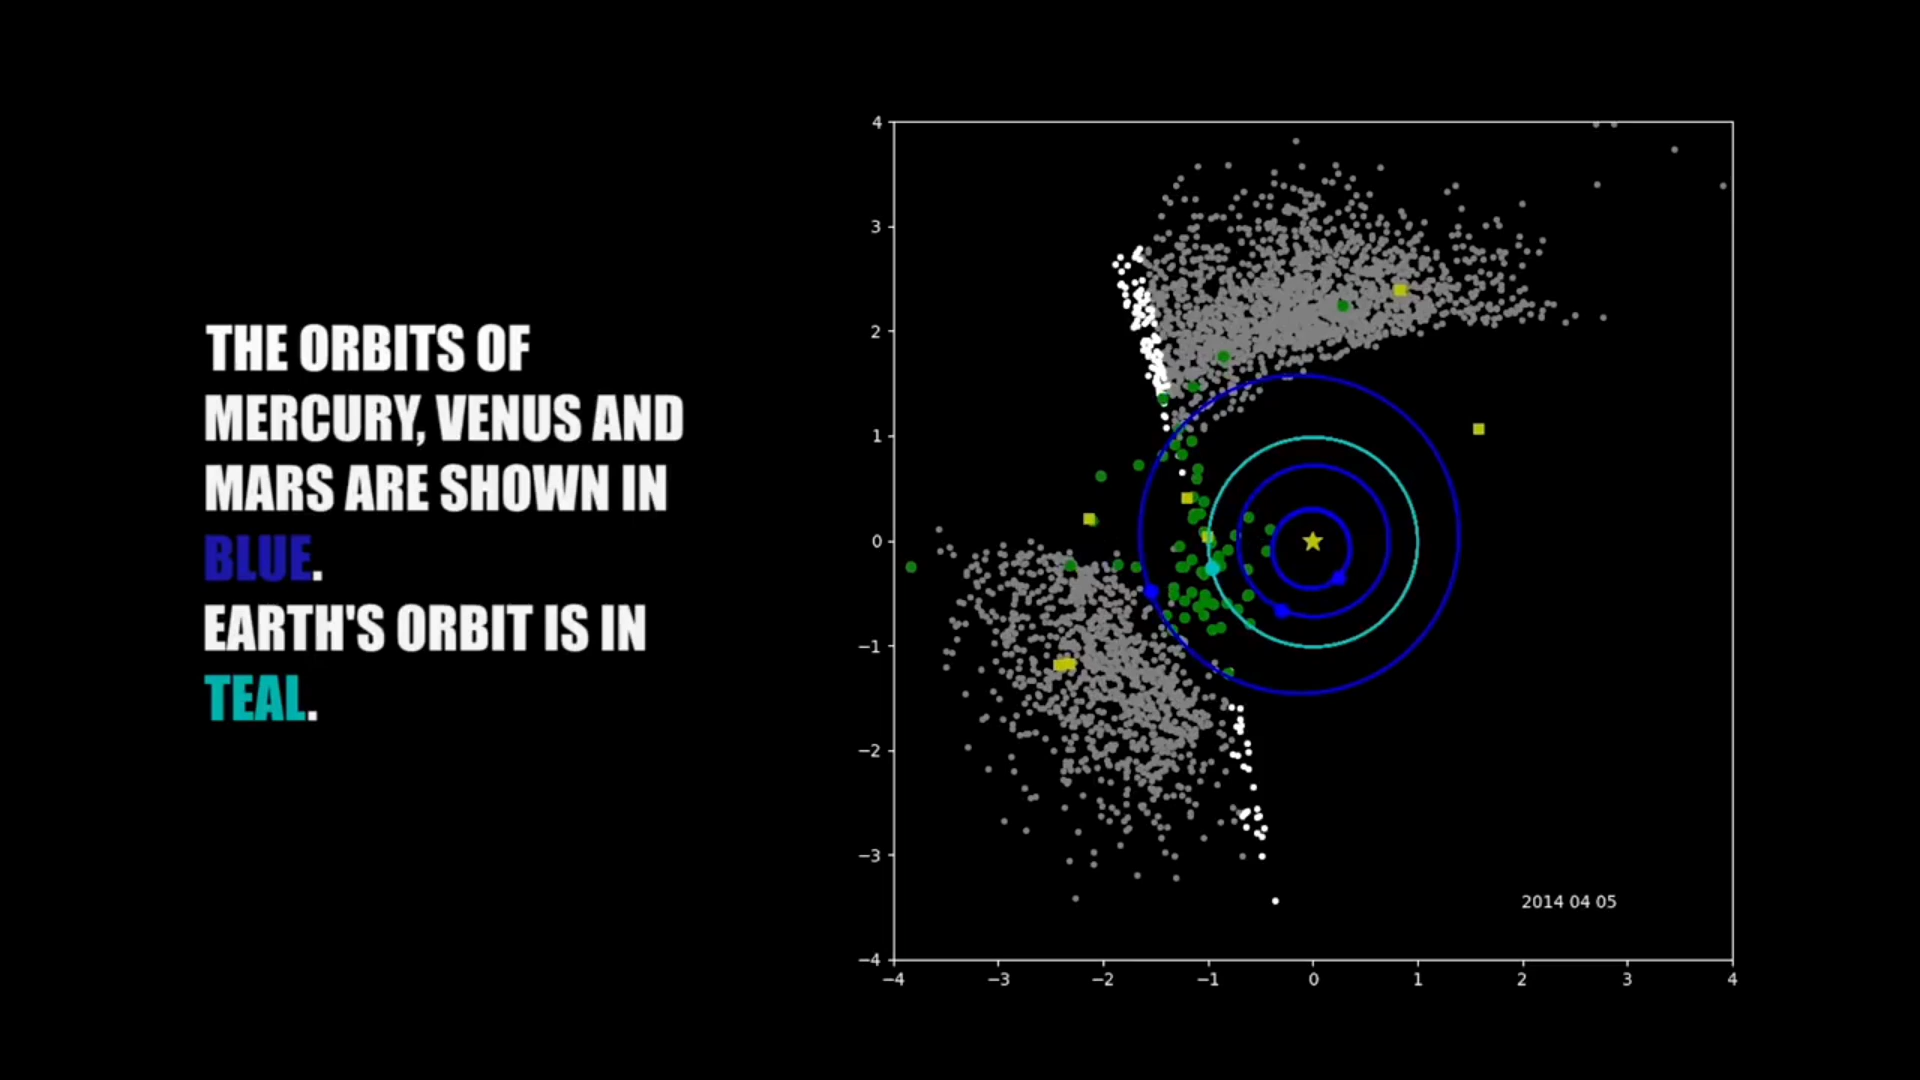 THE ORBITS OF
MERCURY, VENUS AND
MARS ARE SHOWN IN
BLUE.
EARTH'S ORBIT IS IN
TEAL.
4
3
2
1
0
−1
−2
−3
−4
−4 −3 −2 −1 0 1 2 3 4
2014 04 05